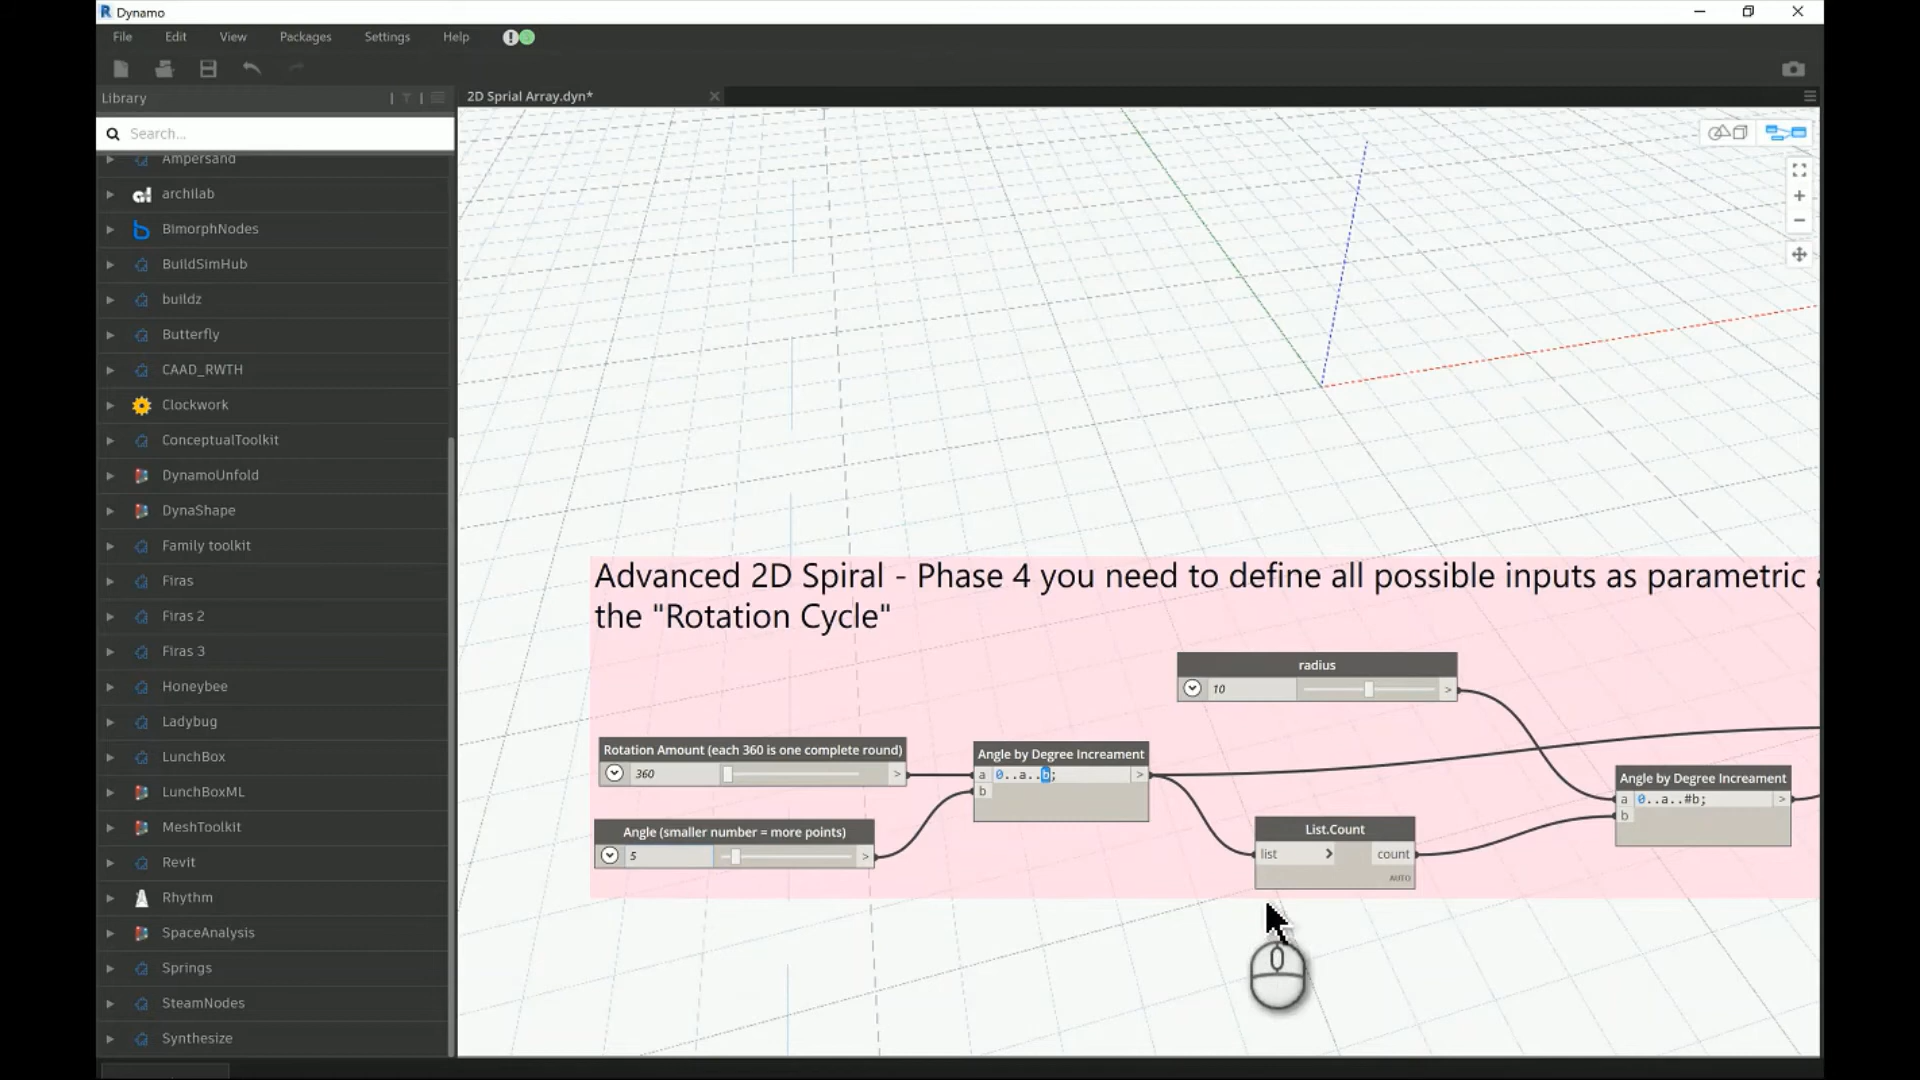 Dynamo
File Edit View Packages Settings Help
Library
2D Sprial Array.dyn*
Search...
Ampersand
archilab
BimorphNodes
BuildSimHub
buildz
Butterfly
CAAD_RWTH
Clockwork
ConceptualToolkit
DynamoUnfold
DynaShape
Family toolkit
Firas
Firas 2
Firas 3
Honeybee
Ladybug
LunchBox
LunchBoxML
MeshToolkit
Revit
Rhythm
SpaceAnalysis
Springs
SteamNodes
Synthesize
Advanced 2D Spiral - Phase 4 you need to define all possible inputs as parametric
the "Rotation Cycle"
radius
10 >
Rotation Amount (each 360 is one complete round)
360 >
Angle (smaller number = more points)
5 >
Angle by Degree Increament
a 0..a..b; >
b
List.Count
list > count
AUTO
Angle by Degree Increament
a 0..a..#b; >
b